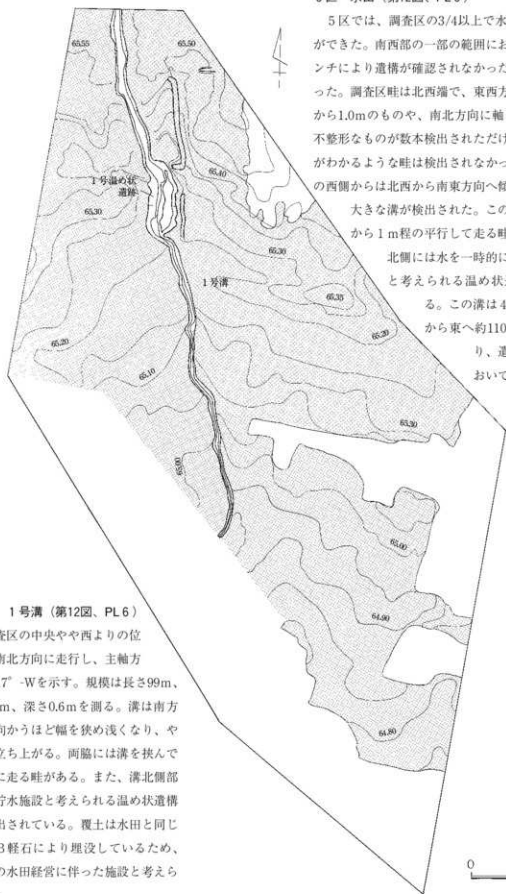 5区では、調査区の3/4以上で水
ができた。南西部の一部の範囲にお
ンチにより遺構が確認されなかった
った。調査区畦は北西端で、東西方
から1.0mのものや、南北方向に軸
不整形なものが数本検出されただけ
がわかるような畦は検出されなかっ
の西側からは北西から南東方向へ傾
大きな溝が検出された。この
から1m程の平行して走る畦
北側には水を一時的に
と考えられる温め状
る。この溝は4
から東へ約110
り、遺
おいて
65.55
65.50
65.40
1号温め状
遺跡
65.30
65.30
1号溝
65.35
65.20
65.20
65.10
65.30
65.00
65.00
64.90
64.80
1号溝（第12図、PL6）
査区の中央やや西よりの位
南北方向に走行し、主軸方
7°-Wを示す。規模は長さ99m、
m、深さ0.6mを測る。溝は南方
向かうほど幅を狭め浅くなり、や
立ち上がる。両脇には溝を挟んで
に走る畦がある。また、溝北側部
貯水施設と考えられる温め状遺構
出されている。覆土は水田と同じ
軽石により埋没しているため、
の水田経営に伴った施設と考えら
0